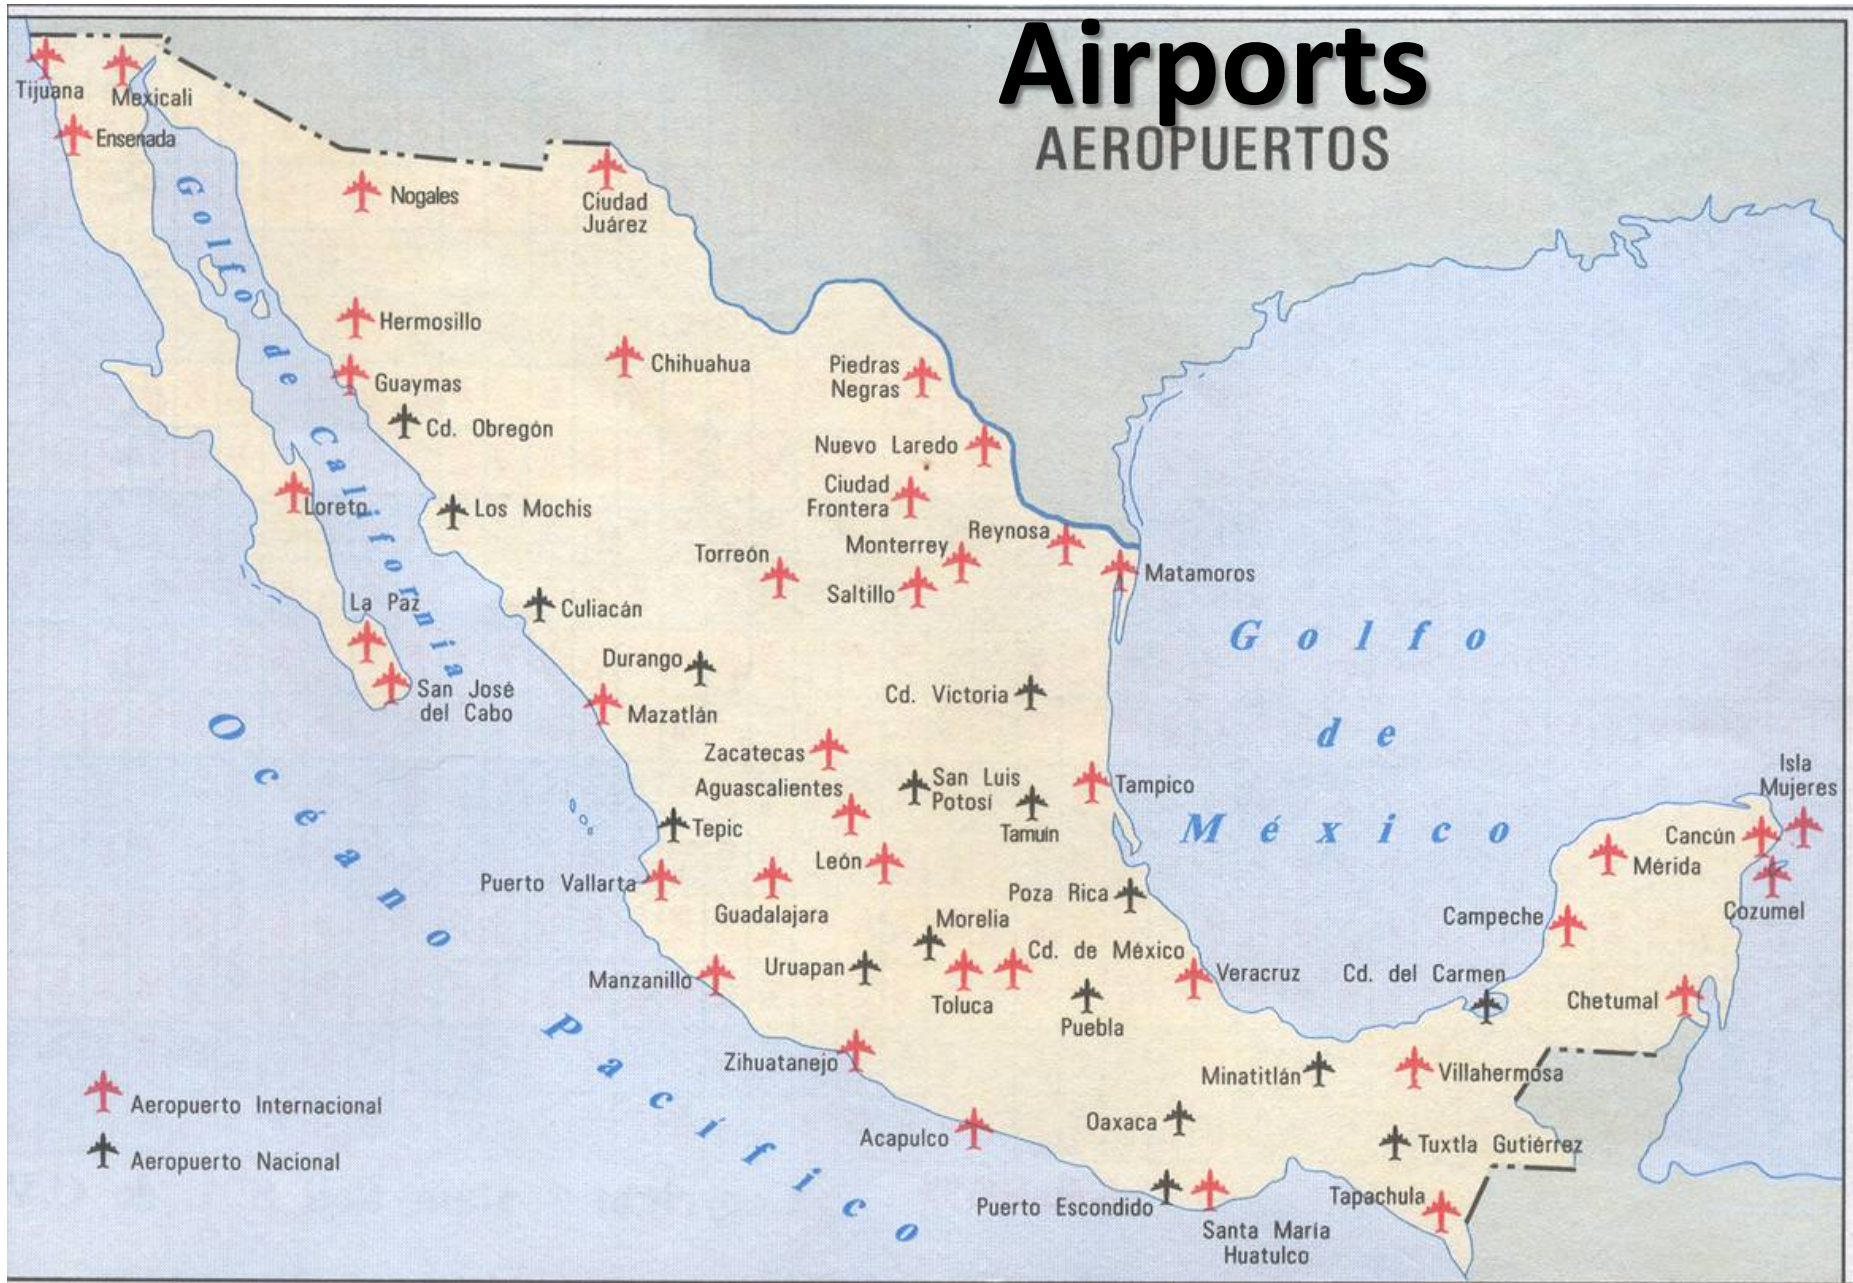 Airports
AEROPUERTOS
Tijuana
Mexicali
Ensenada
Nogales
Ciudad
Juárez
Golfo de California
Hermosillo
Chihuahua
Guaymas
Piedras
Negras
Cd. Obregón
Nuevo Laredo
Ciudad
Frontera
Loreto
Los Mochis
Reynosa
Monterrey
Torreón
Matamoros
Saltillo
La Paz
Culiacán
Golfo
de
México
Durango
San José
del Cabo
Cd. Victoria
Mazatlán
Zacatecas
Aguascalientes
San Luis
Potosí
Tampico
Isla
Mujeres
Tepic
Tamuin
Cancún
León
Mérida
Puerto Vallarta
Poza Rica
Guadalajara
Morelia
Campeche
Cozumel
Océano Pacífico
Manzanillo
Uruapan
Cd. de México
Veracruz
Cd. del Carmen
Toluca
Chetumal
Puebla
Zihuatanejo
Minatitlán
Villahermosa
Aeropuerto Internacional
Oaxaca
Acapulco
Tuxtla Gutiérrez
Aeropuerto Nacional
Puerto Escondido
Tapachula
Santa María
Huatulco